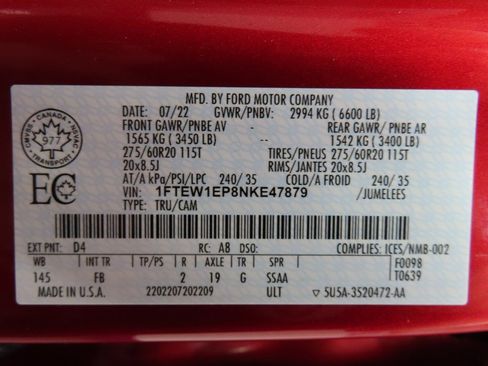 MFD. BY FORD MOTOR COMPANY
DATE: 07/22 GVWR/PNBV: 2994 KG ( 6600 LB)
FRONT GAWR/PNBE AV - REAR GAWR/ PNBE AR
1565 KG ( 3450 LB) - 1542 KG ( 3400 LB)
275/60R20 115T TIRES/PNEUS 275/60R20 115T
20x8.5J RIMS/JANTES 20x8.5J
AT/A kPa/PSI/LPC 240/35 COLD/A FROID 240/35
VIN: 1FTEW1EP8NKE47879 /JUMELEES
TYPE: TRU/CAM
CANADA
CMVSS NSVAC
977
TRANSPORT
EC
EXT PNT: D4 RC: A8 DSO: COMPLIES: ICES/NMB-002
WB INT TR TP/PS R AXLE TR SPR F0098
145 FB 2 19 G SSAA T0639
MADE IN U.S.A. 2202207202209 ULT ▽ 5U5A-3520472-AA